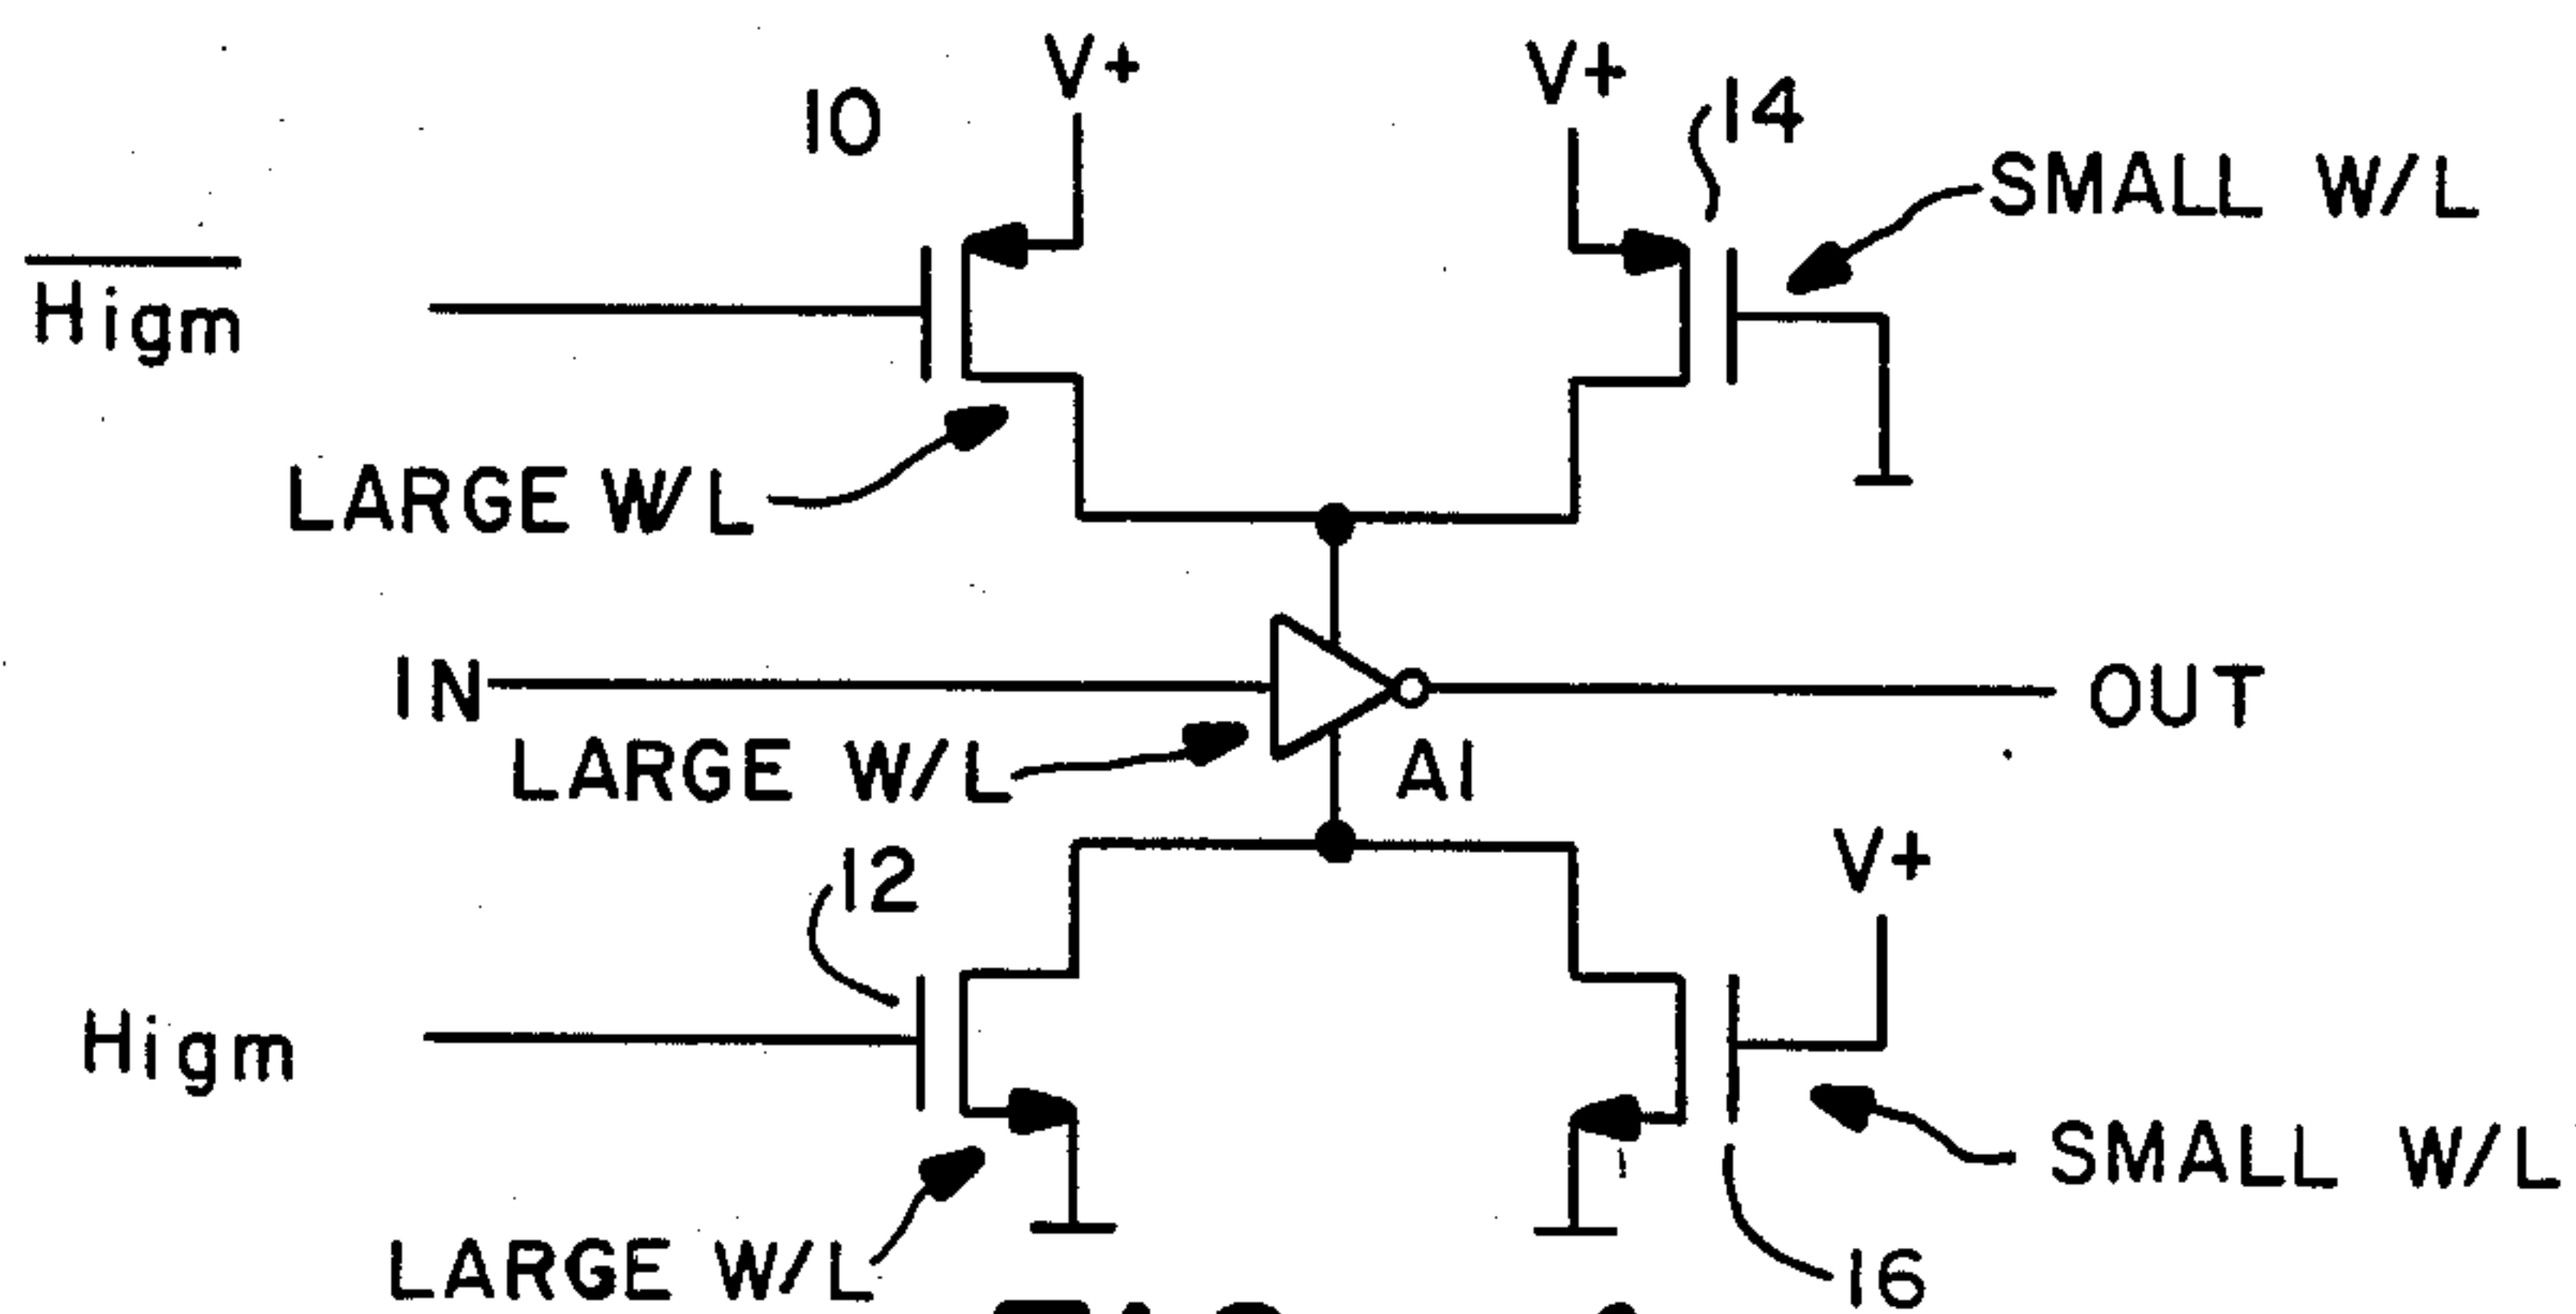 V+
V+
10
14
SMALL W/L
Higm
LARGE W/L
IN
OUT
LARGE W/L
A1
12
V+
Higm
SMALL W/L
LARGE W/L
16